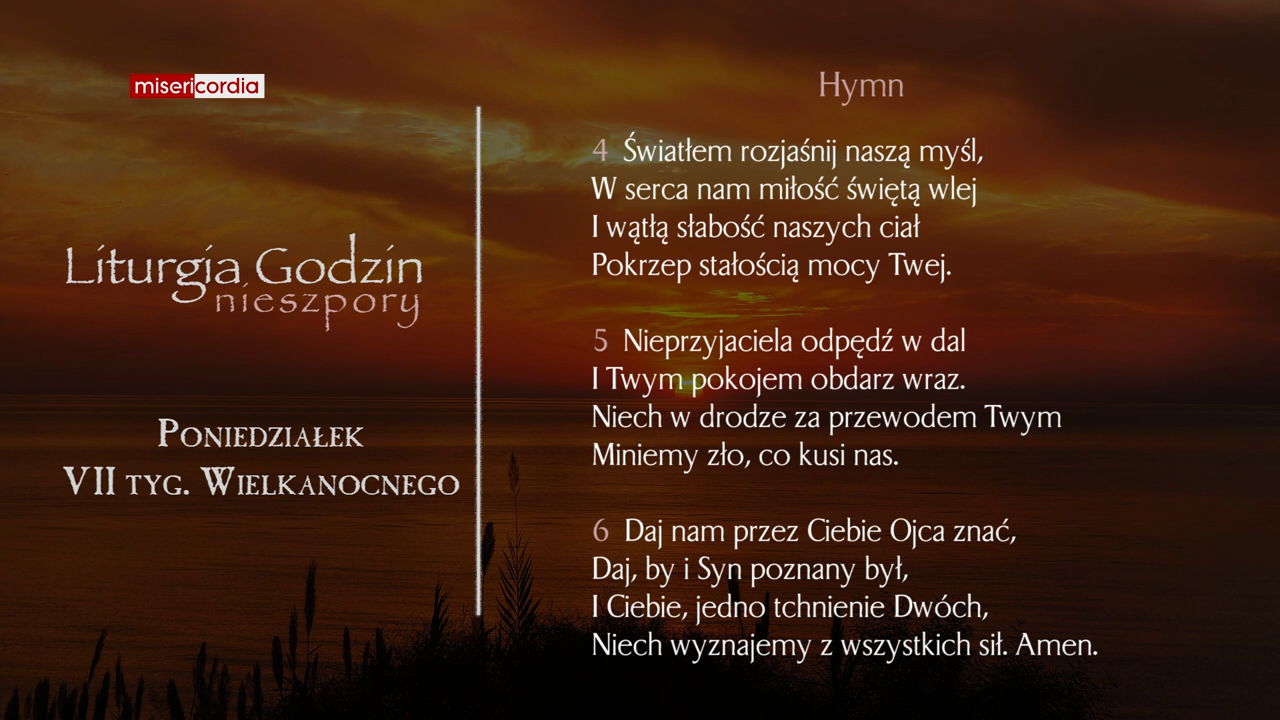 misericordia
Liturgia Godzin
nieszpory
Poniedziałek
VII tyg. Wielkanocnego
Hymn
4 Światłem rozjaśnij naszą myśl,
W serca nam miłość świętą wlej
I wątłą słabość naszych ciał
Pokrzep stałością mocy Twej.
5 Nieprzyjaciela odpędź w dal
I Twym pokojem obdarz wraz.
Niech w drodze za przewodem Twym
Miniemy zło, co kusi nas.
6 Daj nam przez Ciebie Ojca znać,
Daj, by i Syn poznany był,
I Ciebie, jedno tchnienie Dwóch,
Niech wyznajemy z wszystkich sił. Amen.